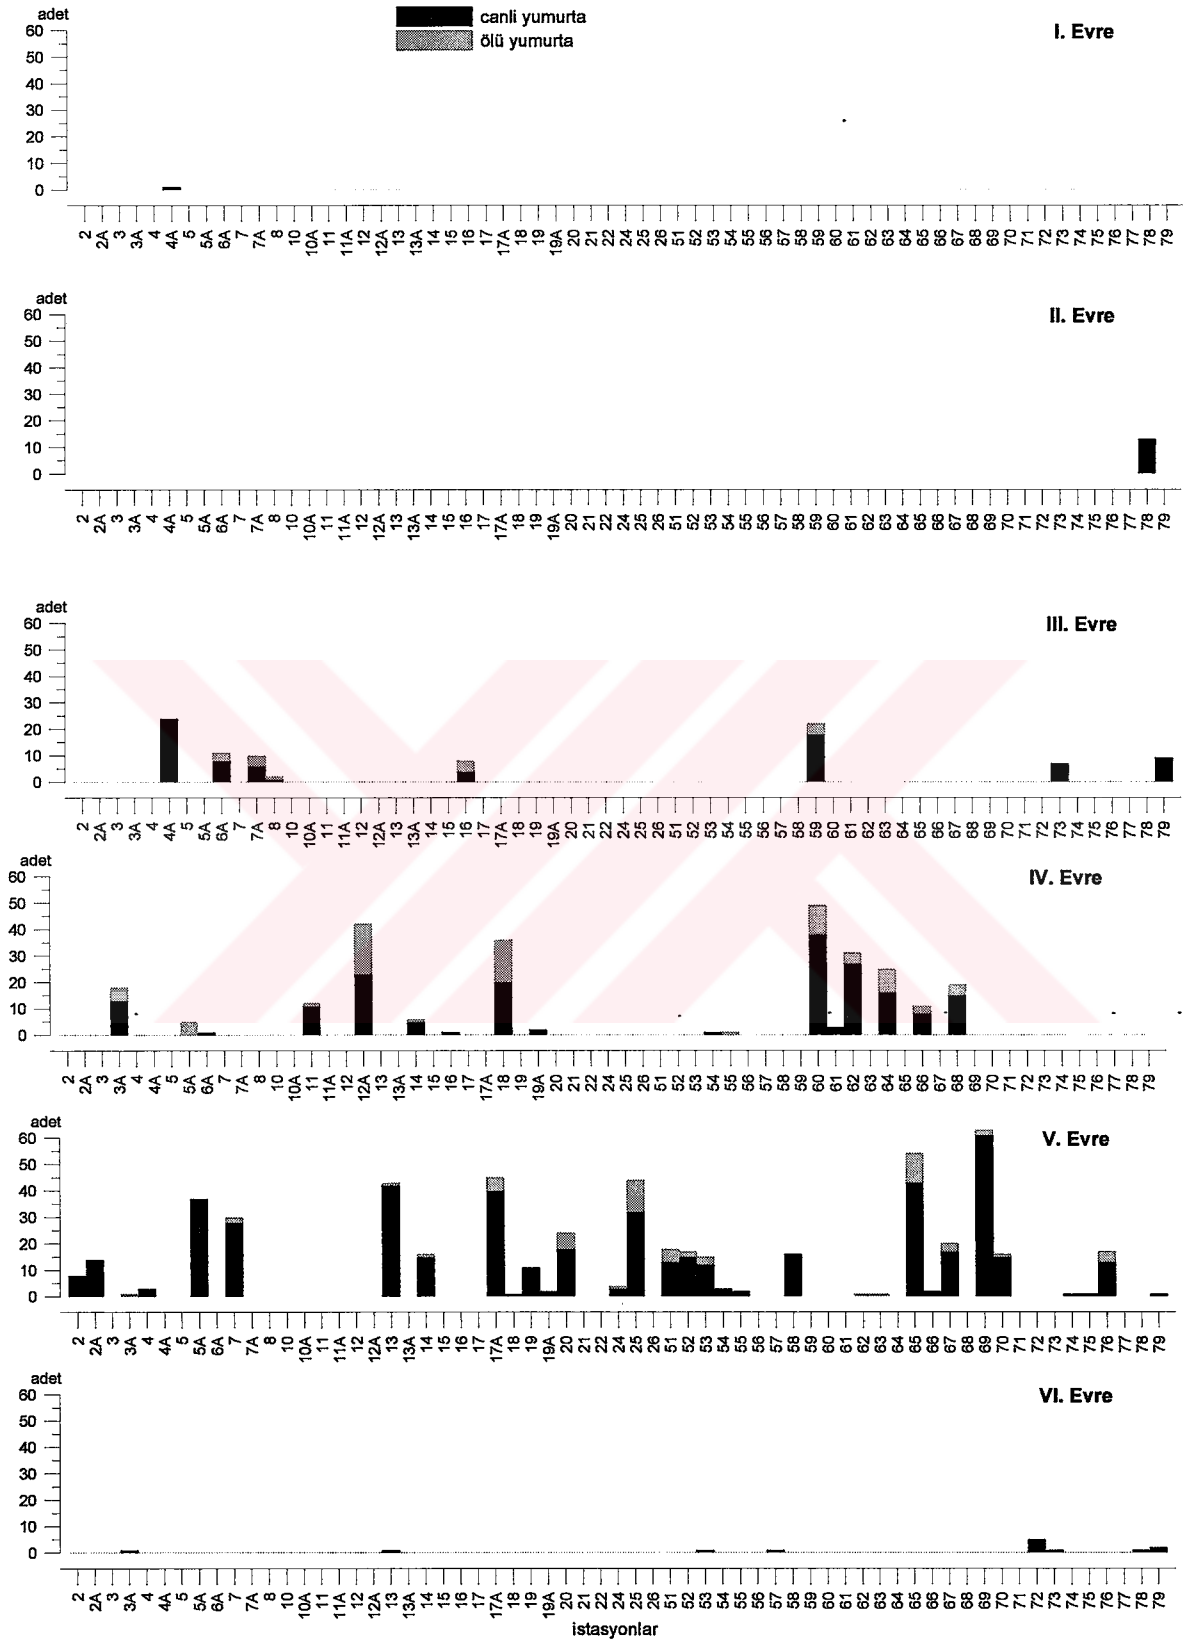 adet
canli yumurta
ölü yumurta
I. Evre
60
50
40
30
20
10
0
2 2A 3 3A 4 4A 5 5A 6A 7 7A 8 10 10A 11 11A 12 12A 13 13A 14 15 16 17 17A 18 19 19A 20 21 22 24 25 26 51 52 53 54 55 56 57 58 59 60 61 62 63 64 65 66 67 68 69 70 71 72 73 74 75 76 77 78 79
adet
II. Evre
60
50
40
30
20
10
0
2 2A 3 3A 4 4A 5 5A 6A 7 7A 8 10 10A 11 11A 12 12A 13 13A 14 15 16 17 17A 18 19 19A 20 21 22 24 25 26 51 52 53 54 55 56 57 58 59 60 61 62 63 64 65 66 67 68 69 70 71 72 73 74 75 76 77 78 79
adet
III. Evre
60
50
40
30
20
10
0
2 2A 3 3A 4 4A 5 5A 6A 7 7A 8 10 10A 11 11A 12 12A 13 13A 14 15 16 17 17A 18 19 19A 20 21 22 24 25 26 51 52 53 54 55 56 57 58 59 60 61 62 63 64 65 66 67 68 69 70 71 72 73 74 75 76 77 78 79
adet
IV. Evre
60
50
40
30
20
10
0
2 2A 3 3A 4 4A 5 5A 6A 7 7A 8 10 10A 11 11A 12 12A 13 13A 14 15 16 17 17A 18 19 19A 20 21 22 24 25 26 51 52 53 54 55 56 57 58 59 60 61 62 63 64 65 66 67 68 69 70 71 72 73 74 75 76 77 78 79
adet
V. Evre
60
50
40
30
20
10
0
2 2A 3 3A 4 4A 5 5A 6A 7 7A 8 10 10A 11 11A 12 12A 13 13A 14 15 16 17 17A 18 19 19A 20 21 22 24 25 26 51 52 53 54 55 56 57 58 59 60 61 62 63 64 65 66 67 68 69 70 71 72 73 74 75 76 77 78 79
adet
VI. Evre
60
50
40
30
20
10
0
2 2A 3 3A 4 4A 5 5A 6A 7 7A 8 10 10A 11 11A 12 12A 13 13A 14 15 16 17 17A 18 19 19A 20 21 22 24 25 26 51 52 53 54 55 56 57 58 59 60 61 62 63 64 65 66 67 68 69 70 71 72 73 74 75 76 77 78 79
istasyonlar